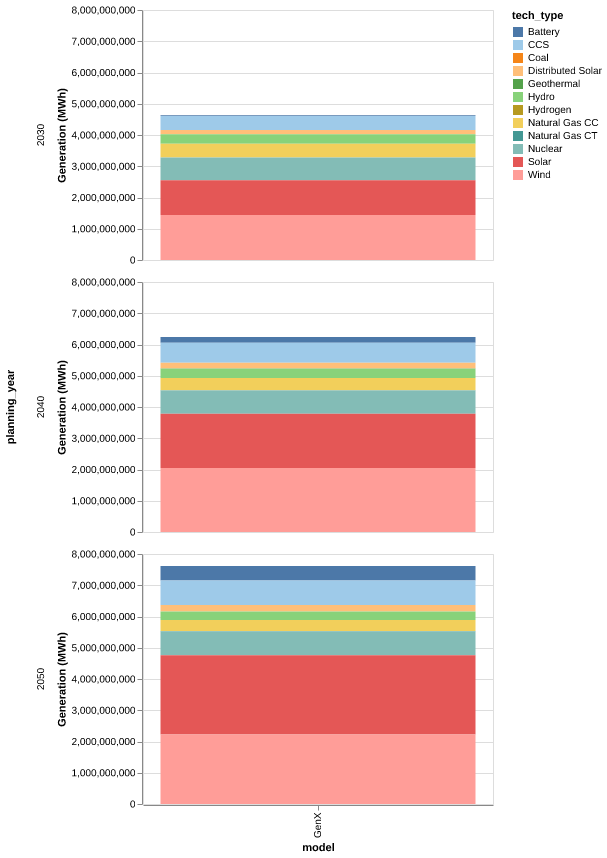 8,000,000,000
7,000,000,000
6,000,000,000
5,000,000,000
4,000,000,000
3,000,000,000
2,000,000,000
1,000,000,000
0
Generation (MWh)
2030
8,000,000,000
7,000,000,000
6,000,000,000
5,000,000,000
4,000,000,000
3,000,000,000
2,000,000,000
1,000,000,000
0
Generation (MWh)
2040
planning_year
8,000,000,000
7,000,000,000
6,000,000,000
5,000,000,000
4,000,000,000
3,000,000,000
2,000,000,000
1,000,000,000
0
Generation (MWh)
2050
GenX
model
tech_type
Battery
CCS
Coal
Distributed Solar
Geothermal
Hydro
Hydrogen
Natural Gas CC
Natural Gas CT
Nuclear
Solar
Wind